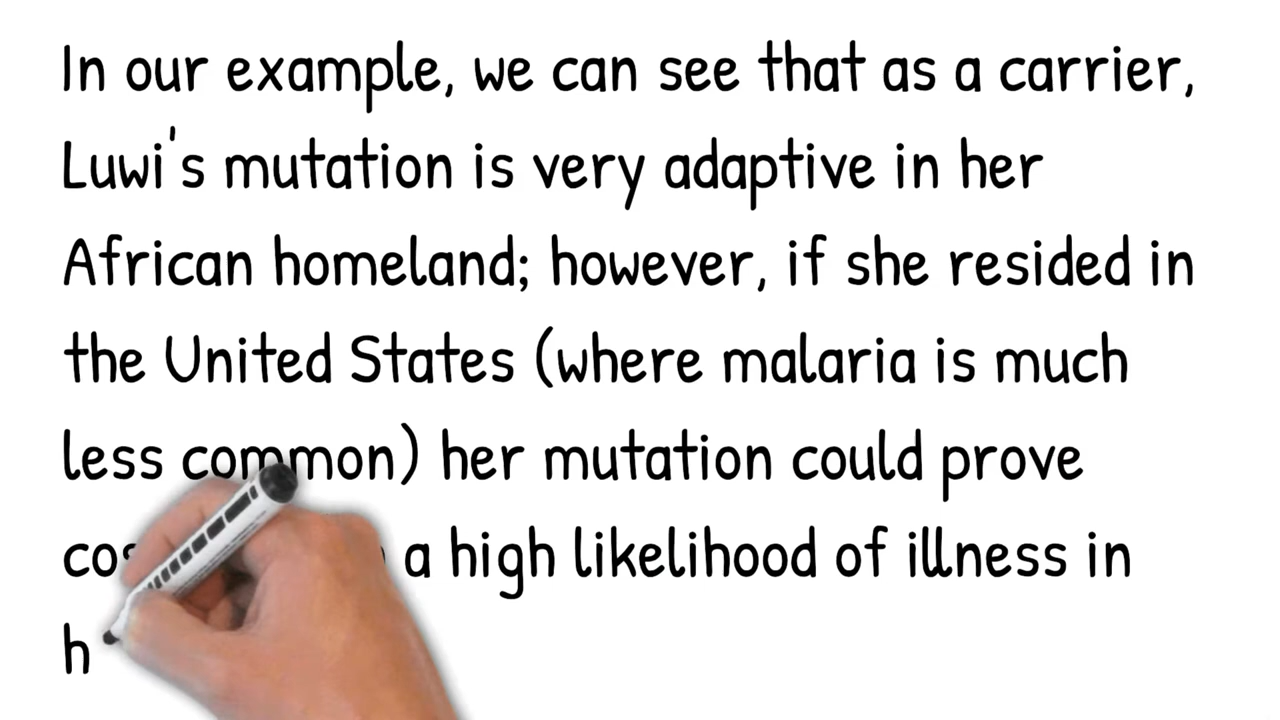 In our example, we can see that as a carrier,
Luwi's mutation is very adaptive in her
African homeland; however, if she resided in
the United States (where malaria is much
less common) her mutation could prove
a high likelihood of illness in
h